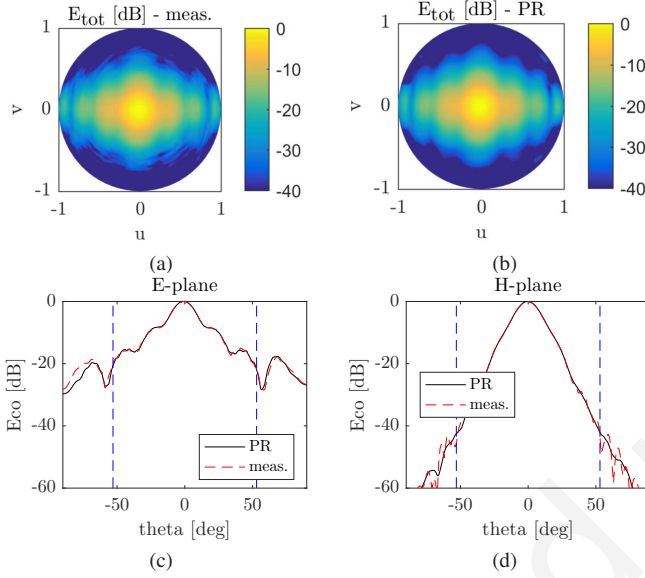 E_tot [dB] - meas.
1
0
-1
v
-1 0 1
u
0
-10
-20
-30
-40
(a)
E_tot [dB] - PR
1
0
-1
v
-1 0 1
u
0
-10
-20
-30
-40
(b)
E-plane
0
-20
-40
-60
Eco [dB]
PR
meas.
-50 0 50
theta [deg]
(c)
H-plane
0
-20
-40
-60
Eco [dB]
PR
meas.
-50 0 50
theta [deg]
(d)